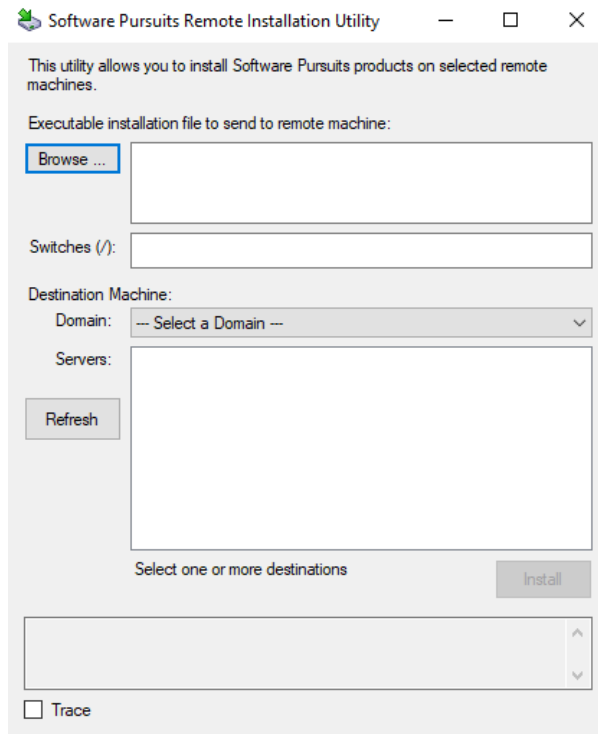 Software Pursuits Remote Installation Utility
This utility allows you to install Software Pursuits products on selected remote
machines.
Executable installation file to send to remote machine:
Browse ...
Switches (/):
Destination Machine:
Domain:
--- Select a Domain ---
Servers:
Refresh
Select one or more destinations
Install
Trace